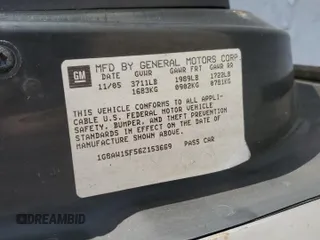 GM
MFD BY GENERAL MOTORS CORP
DATE GVWR GAWR FRT GAWR RR
11/05 3711LB 1989LB 1722LB
1683KG 0902KG 0781KG
THIS VEHICLE CONFORMS TO ALL APPLI-
CABLE U.S. FEDERAL MOTOR VEHICLE
SAFETY, BUMPER, AND THEFT PREVENTION
STANDARDS IN EFFECT ON THE DATE OF
MANUFACTURE SHOWN ABOVE.
1G8AW15F56Z153669 PASS CAR
DREAMBID